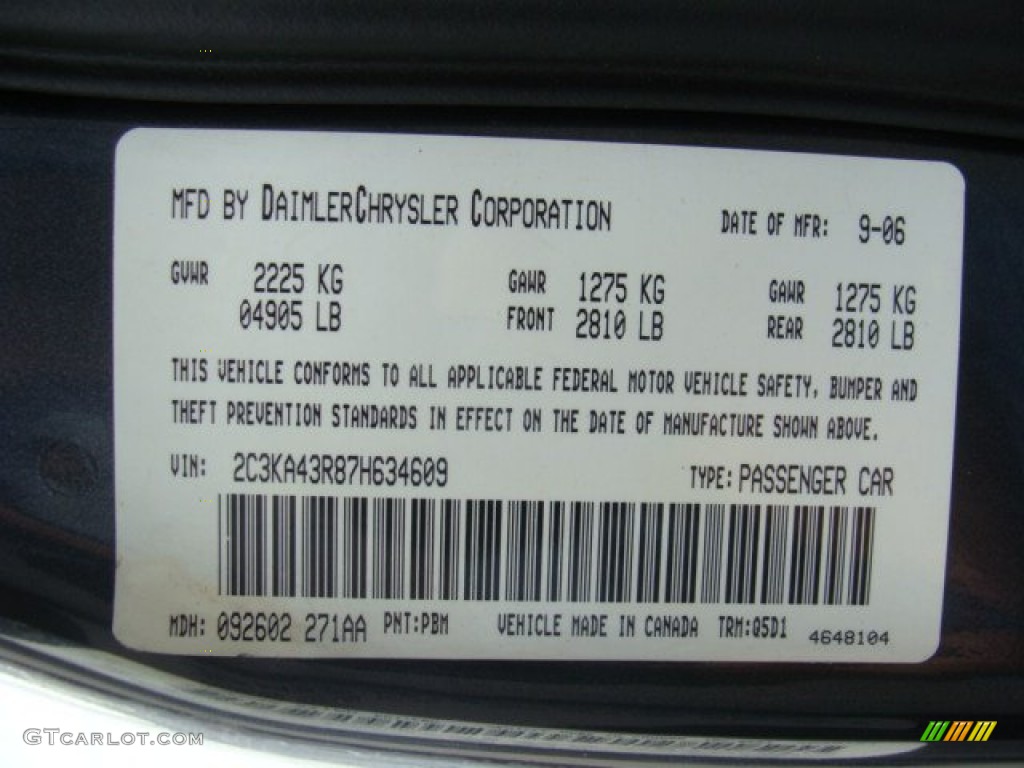 MFD BY DAIMLERCHRYSLER CORPORATION DATE OF MFR: 9-06
GVWR 2225 KG GAWR 1275 KG GAWR 1275 KG
04905 LB FRONT 2810 LB REAR 2810 LB
THIS VEHICLE CONFORMS TO ALL APPLICABLE FEDERAL MOTOR VEHICLE SAFETY, BUMPER AND
THEFT PREVENTION STANDARDS IN EFFECT ON THE DATE OF MANUFACTURE SHOWN ABOVE.
VIN: 2C3KA43R87H634609 TYPE: PASSENGER CAR
MDH: 092602 271AA PNT:PBM VEHICLE MADE IN CANADA TRM:Q5D1 4648104
GTCARLOT.COM